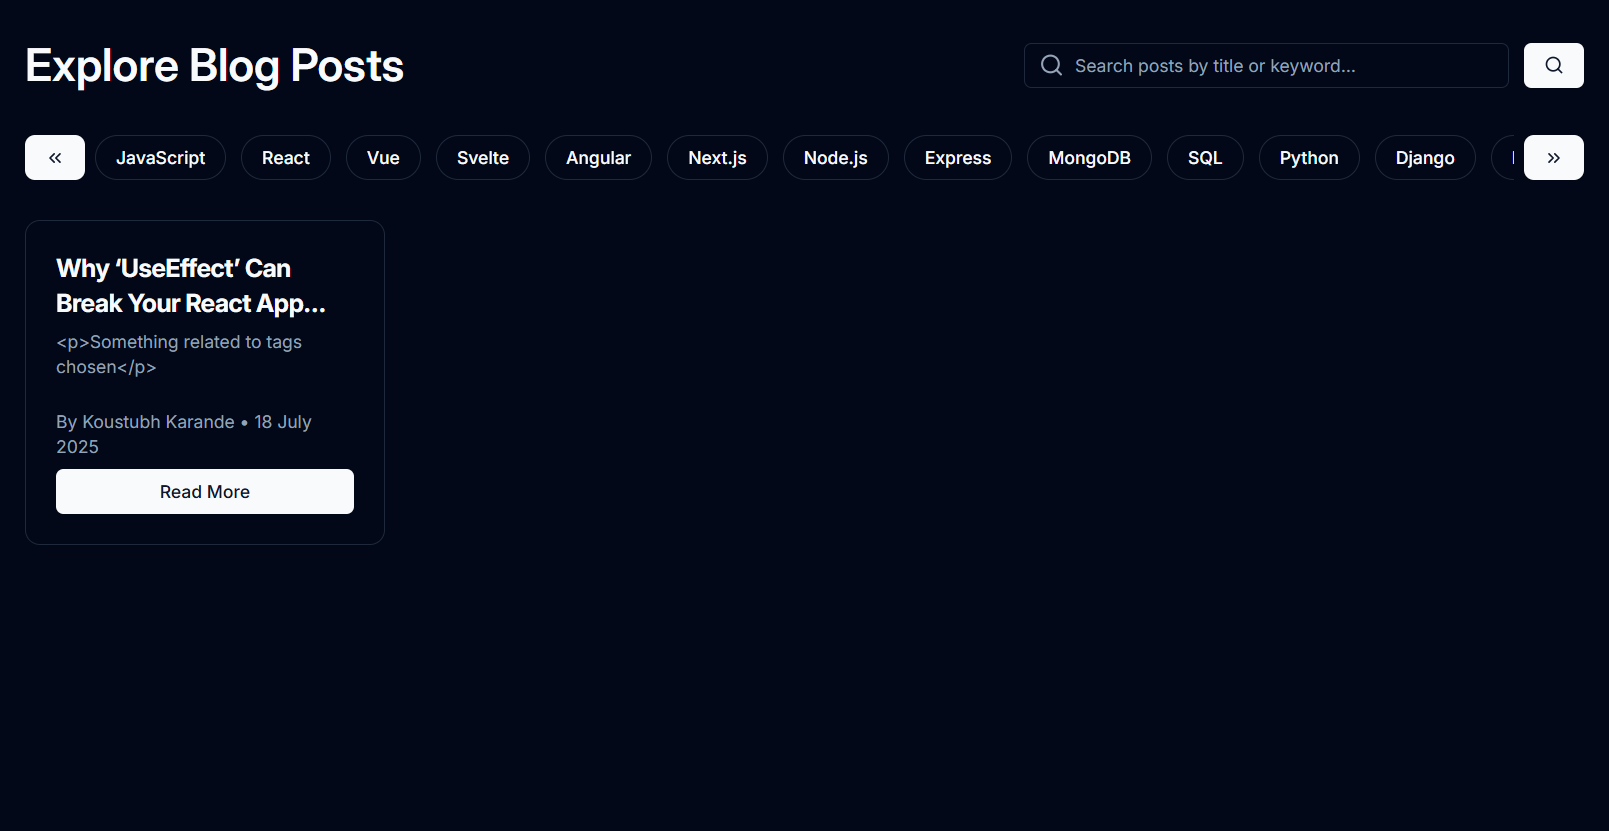 Explore Blog Posts
Search posts by title or keyword...
JavaScript
React
Vue
Svelte
Angular
Next.js
Node.js
Express
MongoDB
SQL
Python
Django
Why ‘UseEffect’ Can
Break Your React App...
<p>Something related to tags
chosen</p>
By Koustubh Karande • 18 July
2025
Read More